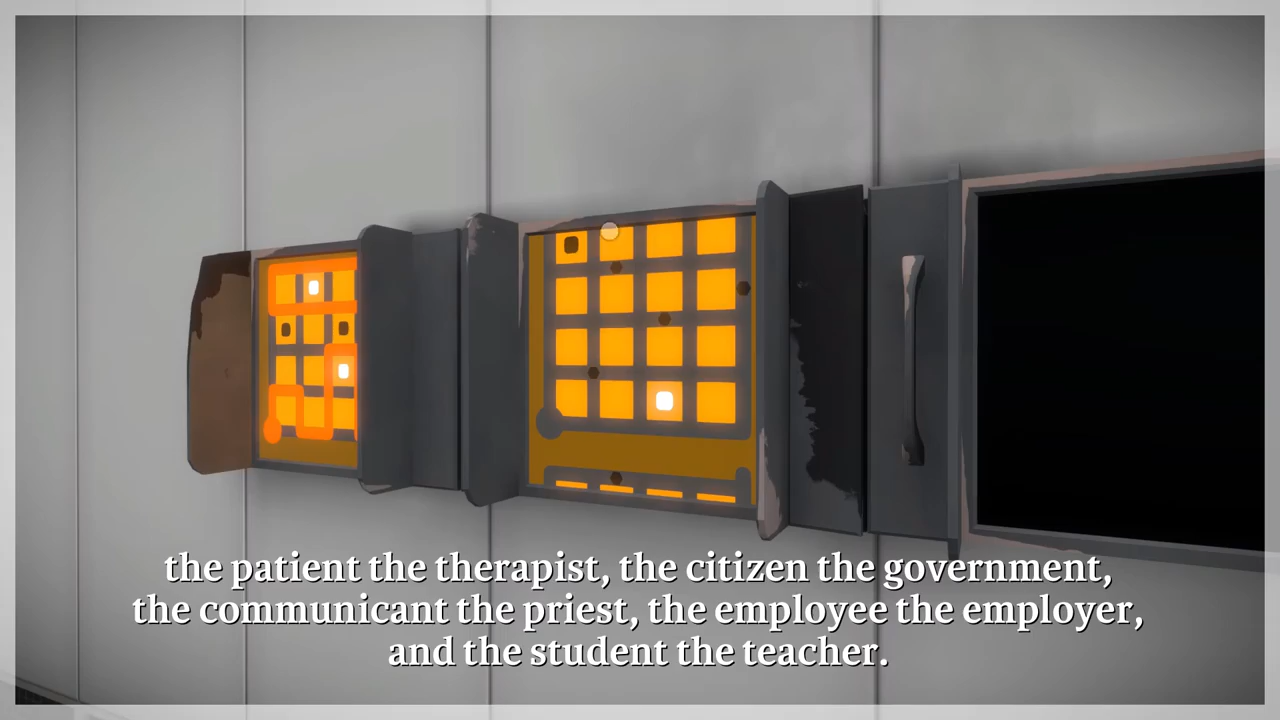 the patient the therapist, the citizen the government,
the communicant the priest, the employee the employer,
and the student the teacher.